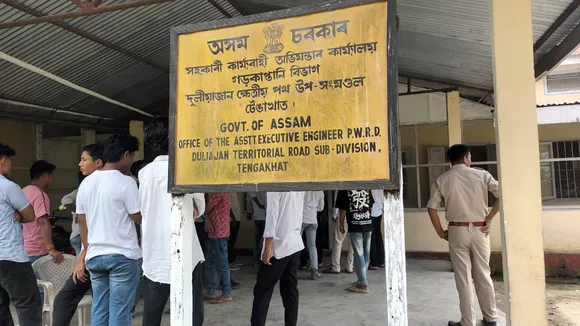 অসম চৰকাৰ
সহকাৰী কাৰ্য্যবাহী অভিযন্তাৰ কাৰ্য্যালয়
গড়কাপ্তানি বিভাগ
দুলীয়াজান ক্ষেত্ৰীয় পথ উপ-সংমণ্ডল
টেঙাখাত।
GOVT. OF ASSAM
OFFICE OF THE ASSTT EXECUTIVE ENGINEER P.W.R.D.
DULIAJAN TERRITORIAL ROAD SUB-DIVISION,
TENGAKHAT